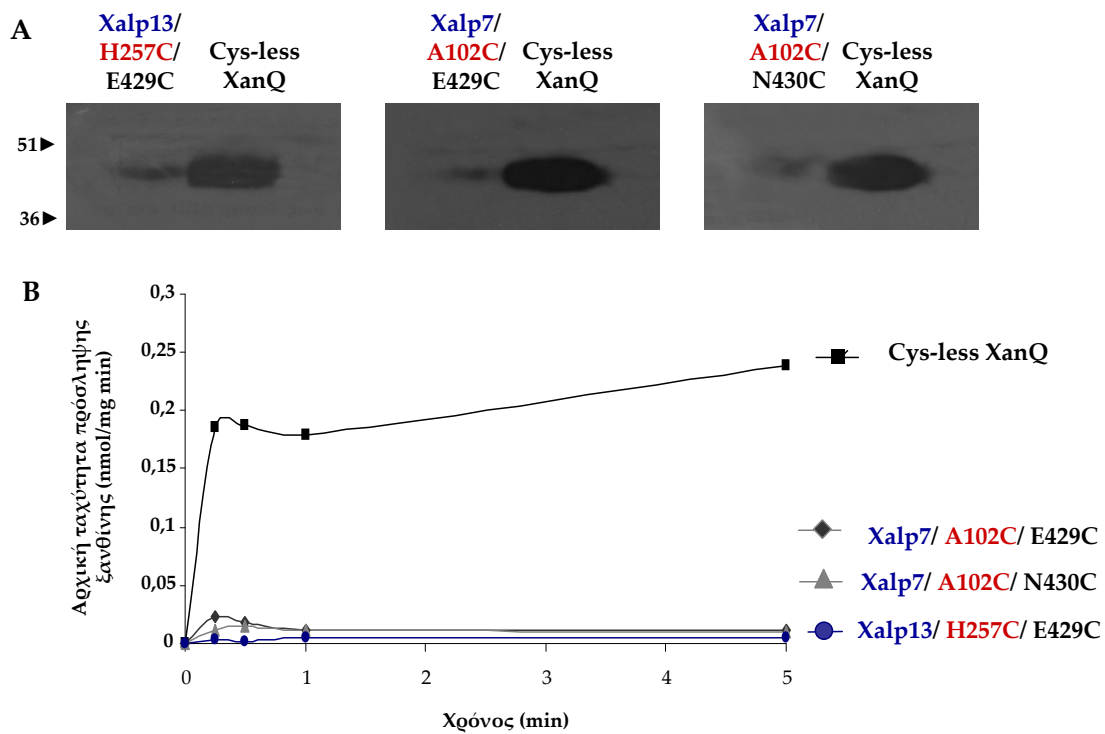 A
Xalp13/
H257C/
E429C
Cys-less
XanQ
Xalp7/
A102C/
E429C
Cys-less
XanQ
Xalp7/
A102C/
N430C
Cys-less
XanQ
51
36
B
Αρχική ταχύτητα πρόσληψης
ξανθίνης (nmol/mg min)
0,3
0,25
0,2
0,15
0,1
0,05
0
0 1 2 3 4 5
Χρόνος (min)
Cys-less XanQ
Xalp7/ A102C/ E429C
Xalp7/ A102C/ N430C
Xalp13/ H257C/ E429C